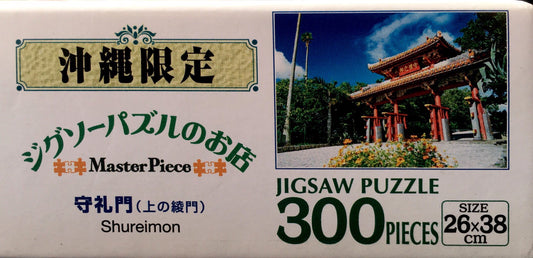 沖縄限定
ジグソーパズルのお店
MasterPiece
守礼門(上の綾門)
Shureimon
JIGSAW PUZZLE
300PIECES
SIZE
26×38
cm